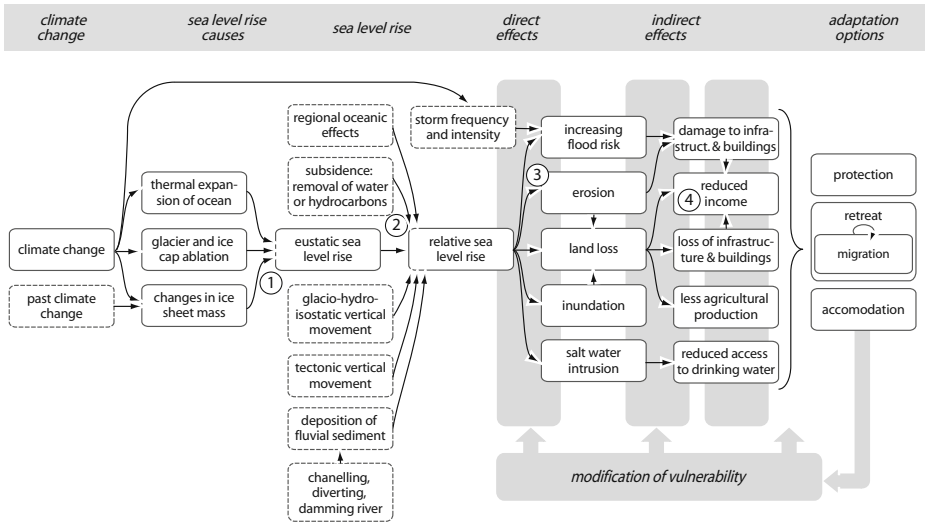 climate
change
sea level rise
causes
sea level rise
direct
effects
indirect
effects
adaptation
options
regional oceanic
effects
storm frequency
and intensity
increasing
flood risk
damage to infra-
struct. & buildings
thermal expan-
sion of ocean
subsidence:
removal of water
or hydrocarbons
3
erosion
4
reduced
income
protection
2
climate change
glacier and ice
cap ablation
eustatic sea
level rise
relative sea
level rise
land loss
loss of infrastruc-
ture & buildings
retreat
migration
1
past climate
change
changes in ice
sheet mass
glacio-hydro-
isostatic vertical
movement
inundation
less agricultural
production
accomodation
tectonic vertical
movement
salt water
intrusion
reduced access
to drinking water
deposition of
fluvial sediment
chanelling,
diverting,
damming river
modification of vulnerability